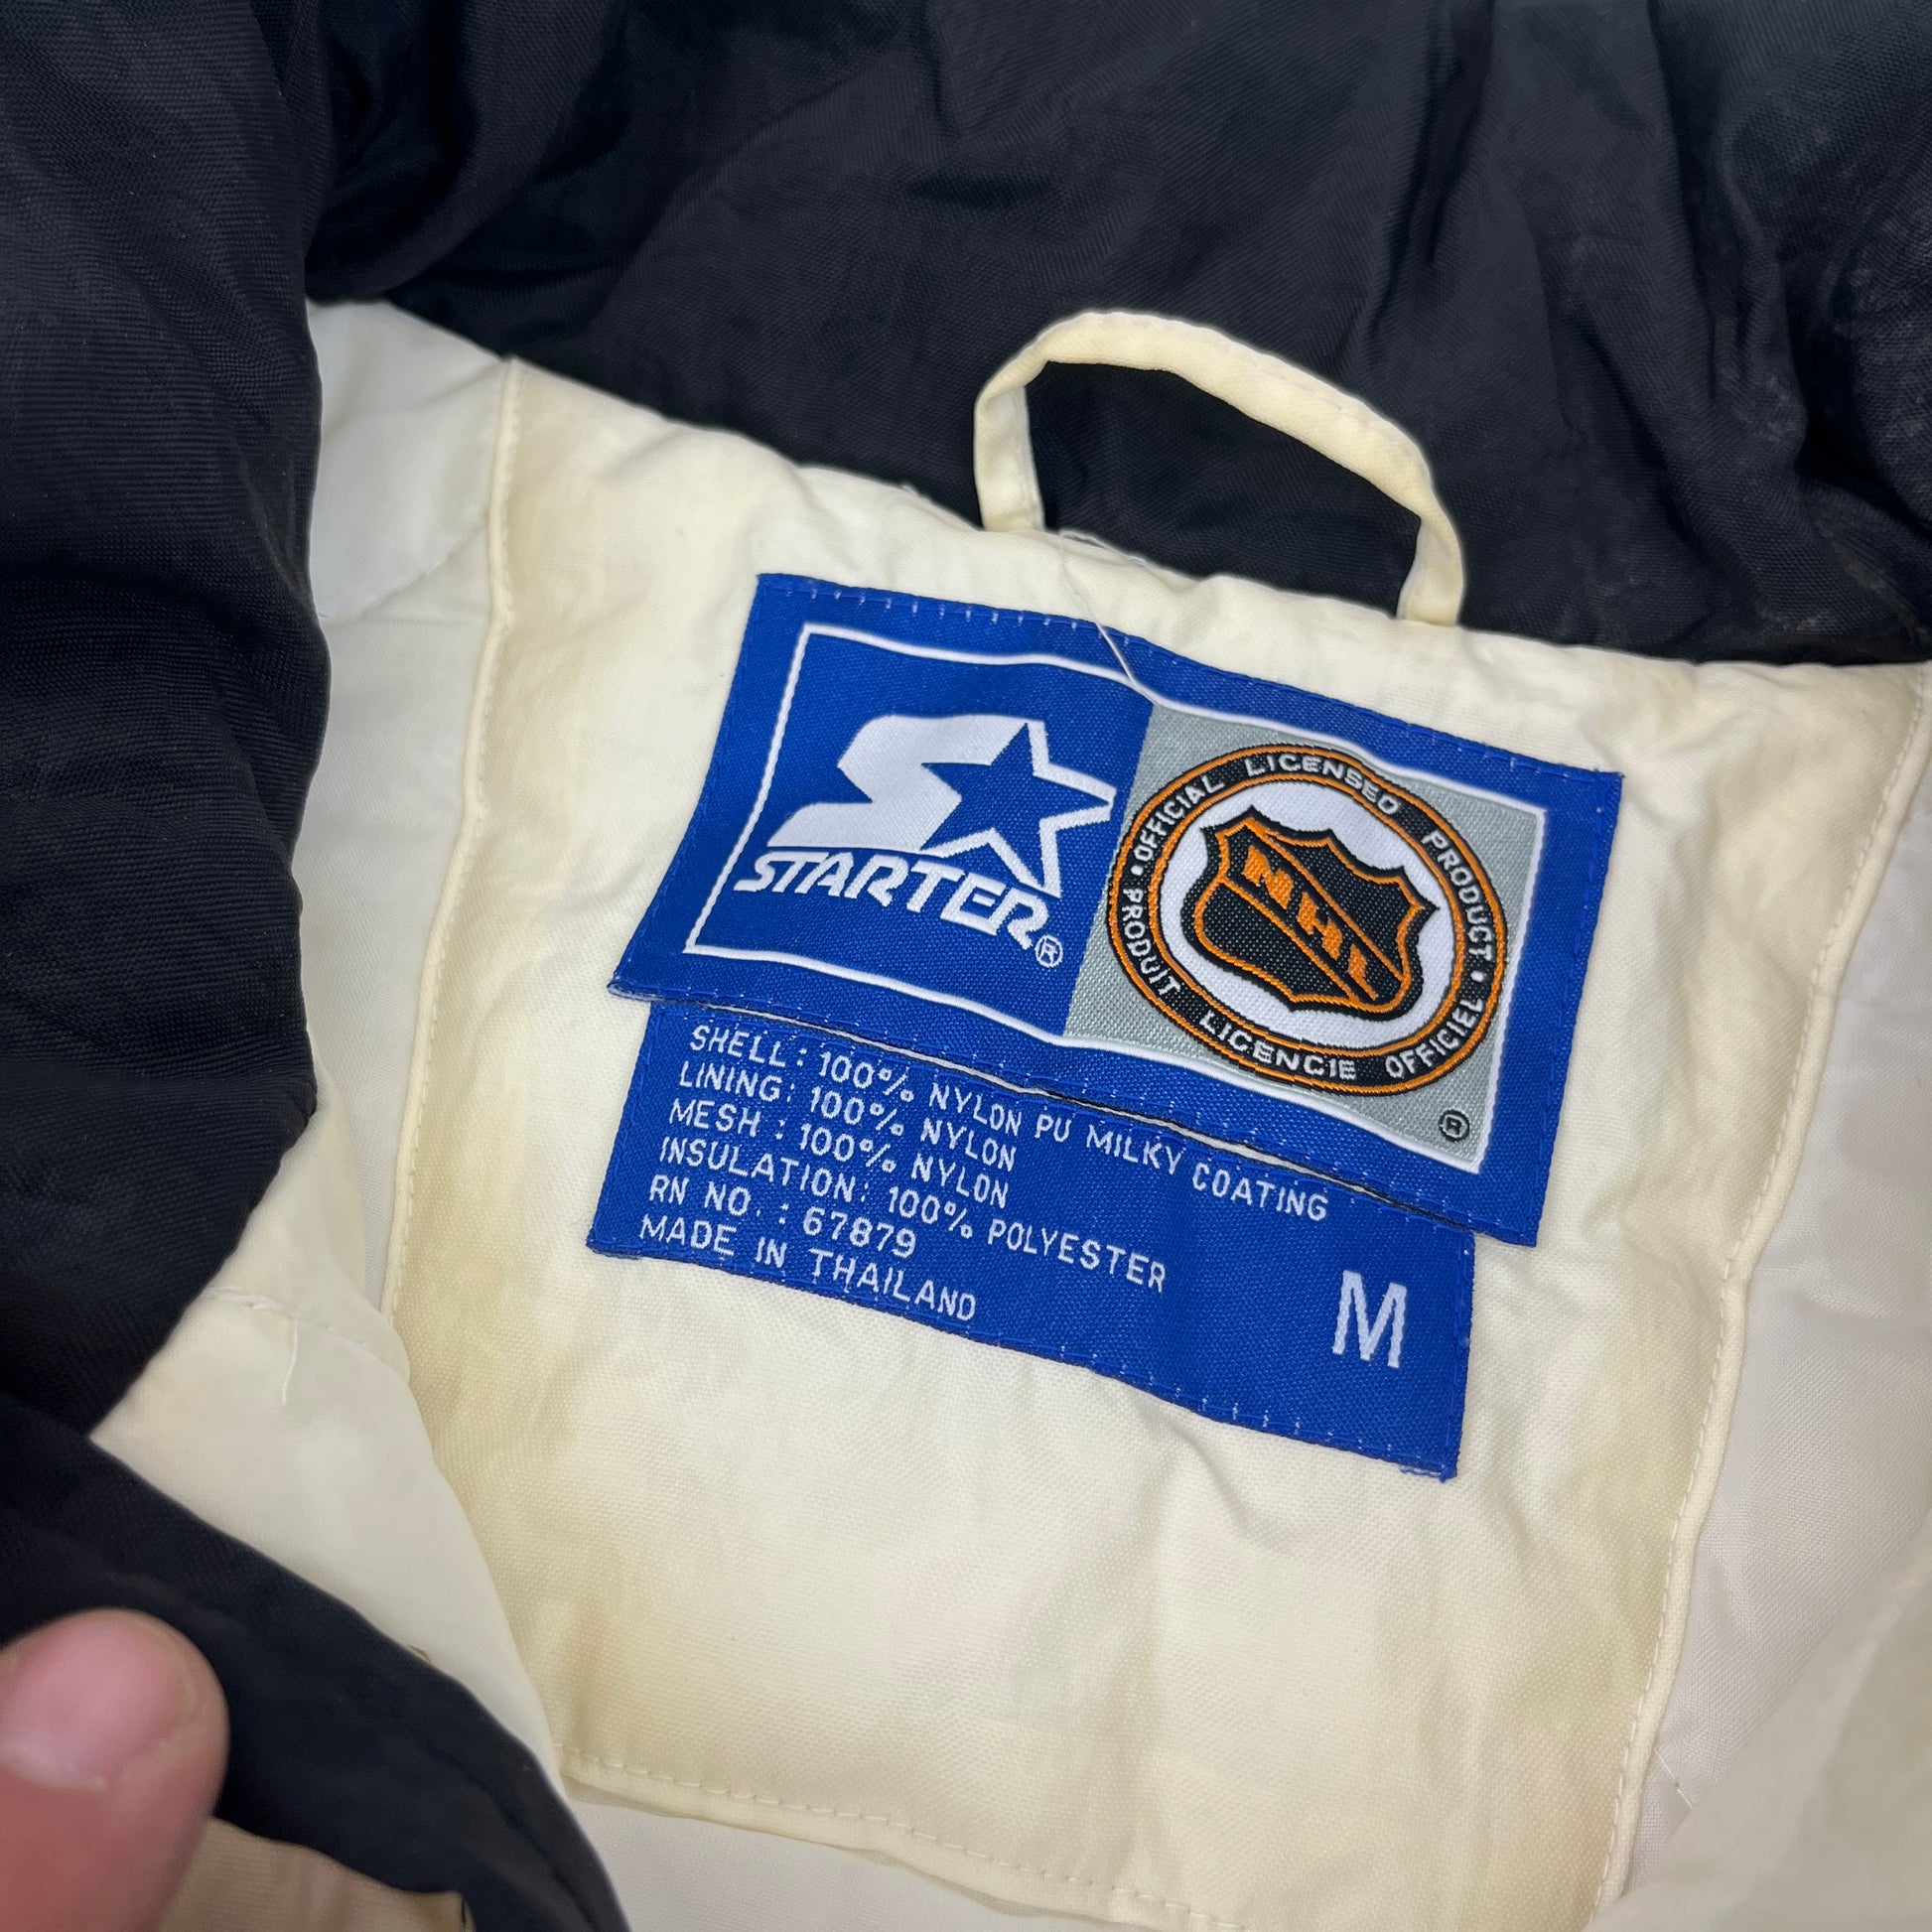 STARTER®
• OFFICIAL LICENSED PRODUCT •
NHL
PRODUIT LICENCIE OFFICIEL
®
SHELL: 100% NYLON PU MILKY COATING
LINING: 100% NYLON
MESH : 100% NYLON
INSULATION: 100% POLYESTER
RN NO. : 67879
MADE IN THAILAND
M